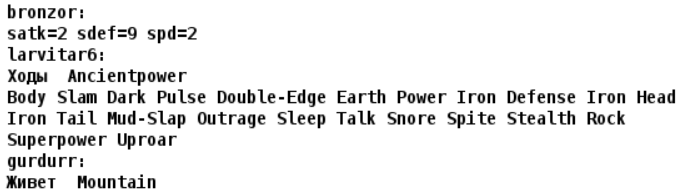 bronzor:
satk=2 sdef=9 spd=2
larvitar6:
Ходы  Ancientpower
Body Slam Dark Pulse Double-Edge Earth Power Iron Defense Iron Head
Iron Tail Mud-Slap Outrage Sleep Talk Snore Spite Stealth Rock
Superpower Uproar
gurdurr:
Живет  Mountain